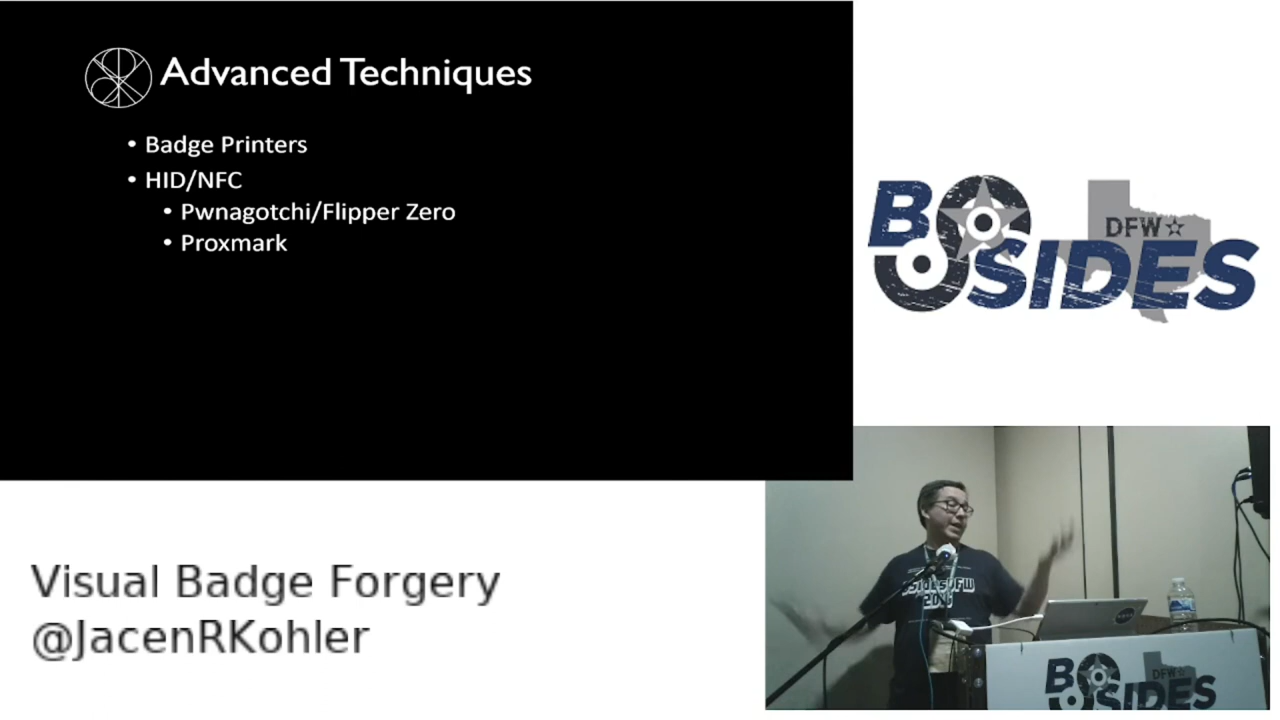 Advanced Techniques
• Badge Printers
• HID/NFC
• Pwnagotchi/Flipper Zero
• Proxmark
BSIDES
DFW
Visual Badge Forgery
@JacenRKohler
BSIDES
DFW